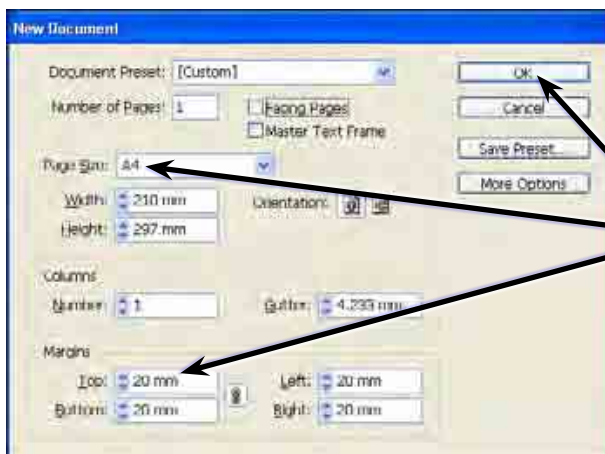 New Document
Document Preset: [Custom]
OK
Number of Pages: 1
Facing Pages
Cancel
Master Text Frame
Save Preset...
Page Size: A4
More Options
Width: 210 mm
Orientation:
Height: 297 mm
Columns
Number: 1
Gutter: 4.233 mm
Margins
Top: 20 mm
Left: 20 mm
Bottom: 20 mm
Right: 20 mm